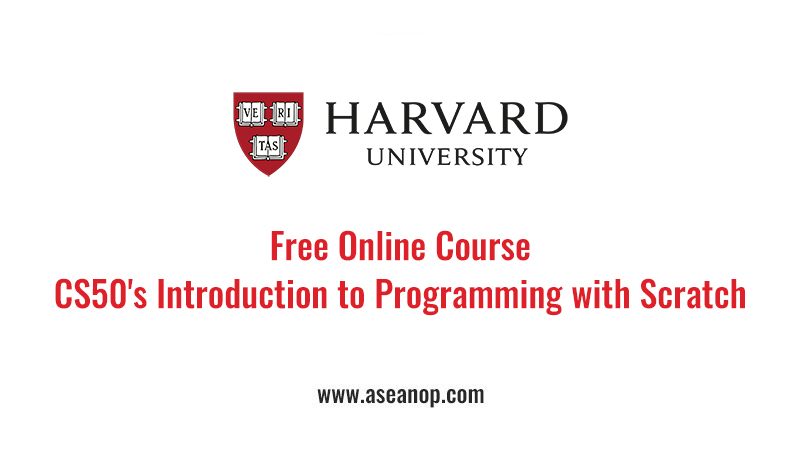 VE RI
TAS
HARVARD
UNIVERSITY
Free Online Course
CS50's Introduction to Programming with Scratch
www.aseanop.com